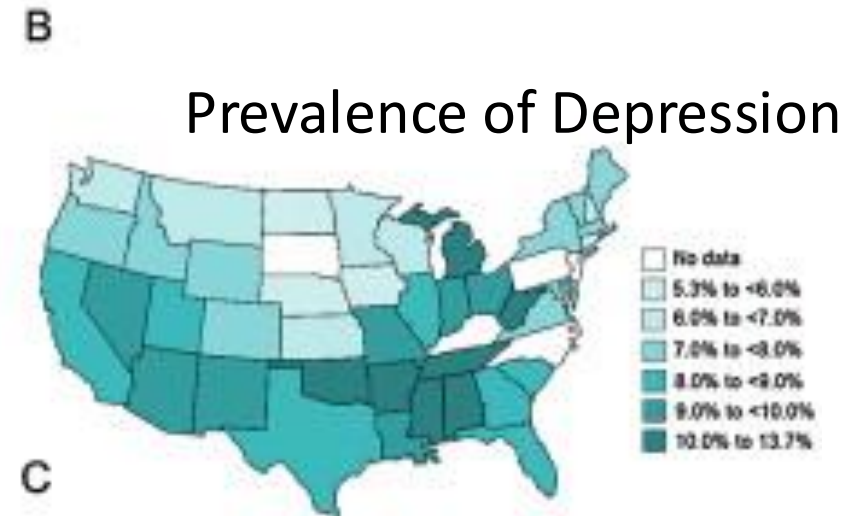 B
Prevalence of Depression
No data
5.3% to <6.0%
6.0% to <7.0%
7.0% to <8.0%
8.0% to <9.0%
9.0% to <10.0%
10.0% to 13.7%
C